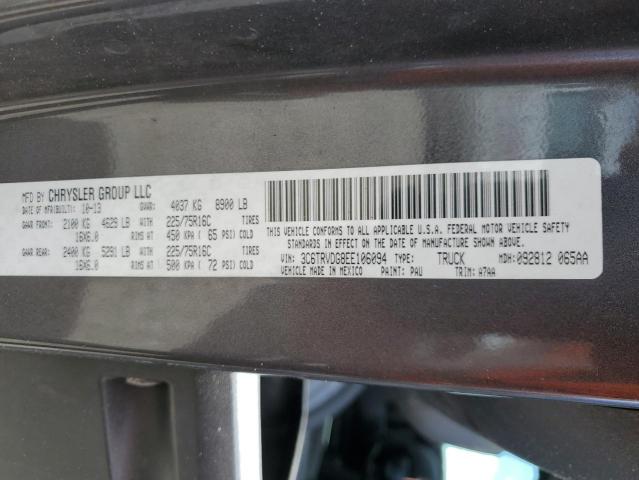 MFD BY CHRYSLER GROUP LLC
DATE OF MFR(BUILT): 10-13 GVWR: 4037 KG 8900 LB
GAWR FRONT: 2100 KG 4629 LB WITH 225/75R16C TIRES
16X6.0 RIMS AT 450 KPA ( 65 PSI) COLD
GAWR REAR: 2400 KG 5291 LB WITH 225/75R16C TIRES
16X6.0 RIMS AT 500 KPA ( 72 PSI) COLD
THIS VEHICLE CONFORMS TO ALL APPLICABLE U.S.A. FEDERAL MOTOR VEHICLE SAFETY
STANDARDS IN EFFECT ON THE DATE OF MANUFACTURE SHOWN ABOVE.
VIN: 3C6TRVDG8EE106094 TYPE: TRUCK MDH: 092812 065AA
VEHICLE MADE IN MEXICO PAINT: PAU TRIM: A7AA